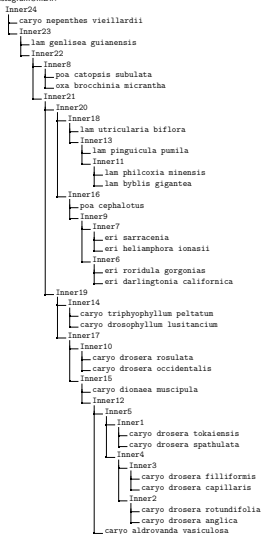 Inner24
caryo nepenthes vieillardii
Inner23
lam genlisea guianensis
Inner22
Inner8
poa catopsis subulata
oxa brocchinia micrantha
Inner21
Inner20
Inner18
lam utricularia biflora
Inner13
lam pinguicula pumila
Inner11
lam philcoxia minensis
lam byblis gigantea
Inner16
poa cephalotus
Inner9
Inner7
eri sarracenia
eri heliamphora ionasii
Inner6
eri roridula gorgonias
eri darlingtonia californica
Inner19
Inner14
caryo triphyophyllum peltatum
caryo drosophyllum lusitancium
Inner17
Inner10
caryo drosera rosulata
caryo drosera occidentalis
Inner15
caryo dionaea muscipula
Inner12
Inner5
Inner1
caryo drosera tokaiensis
caryo drosera spathulata
Inner4
Inner3
caryo drosera filliformis
caryo drosera capillaris
Inner2
caryo drosera rotundifolia
caryo drosera anglica
caryo aldrovanda vasiculosa